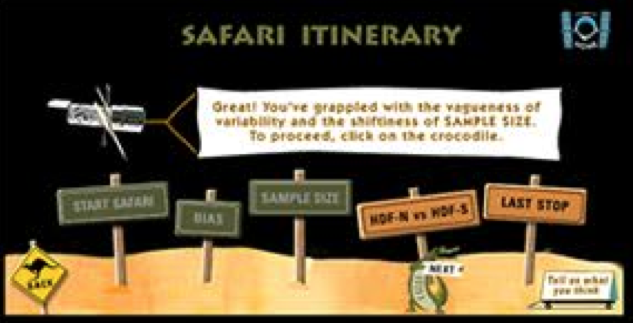 SAFARI ITINERARY
Great! You've grappled with the vagueness of
variability and the shiftiness of SAMPLE SIZE.
To proceed, click on the crocodile.
START SAFARI
BIAS
SAMPLE SIZE
HDF-N vs HDF-S
LAST STOP
BACK
NEXT
Tell us what
you think